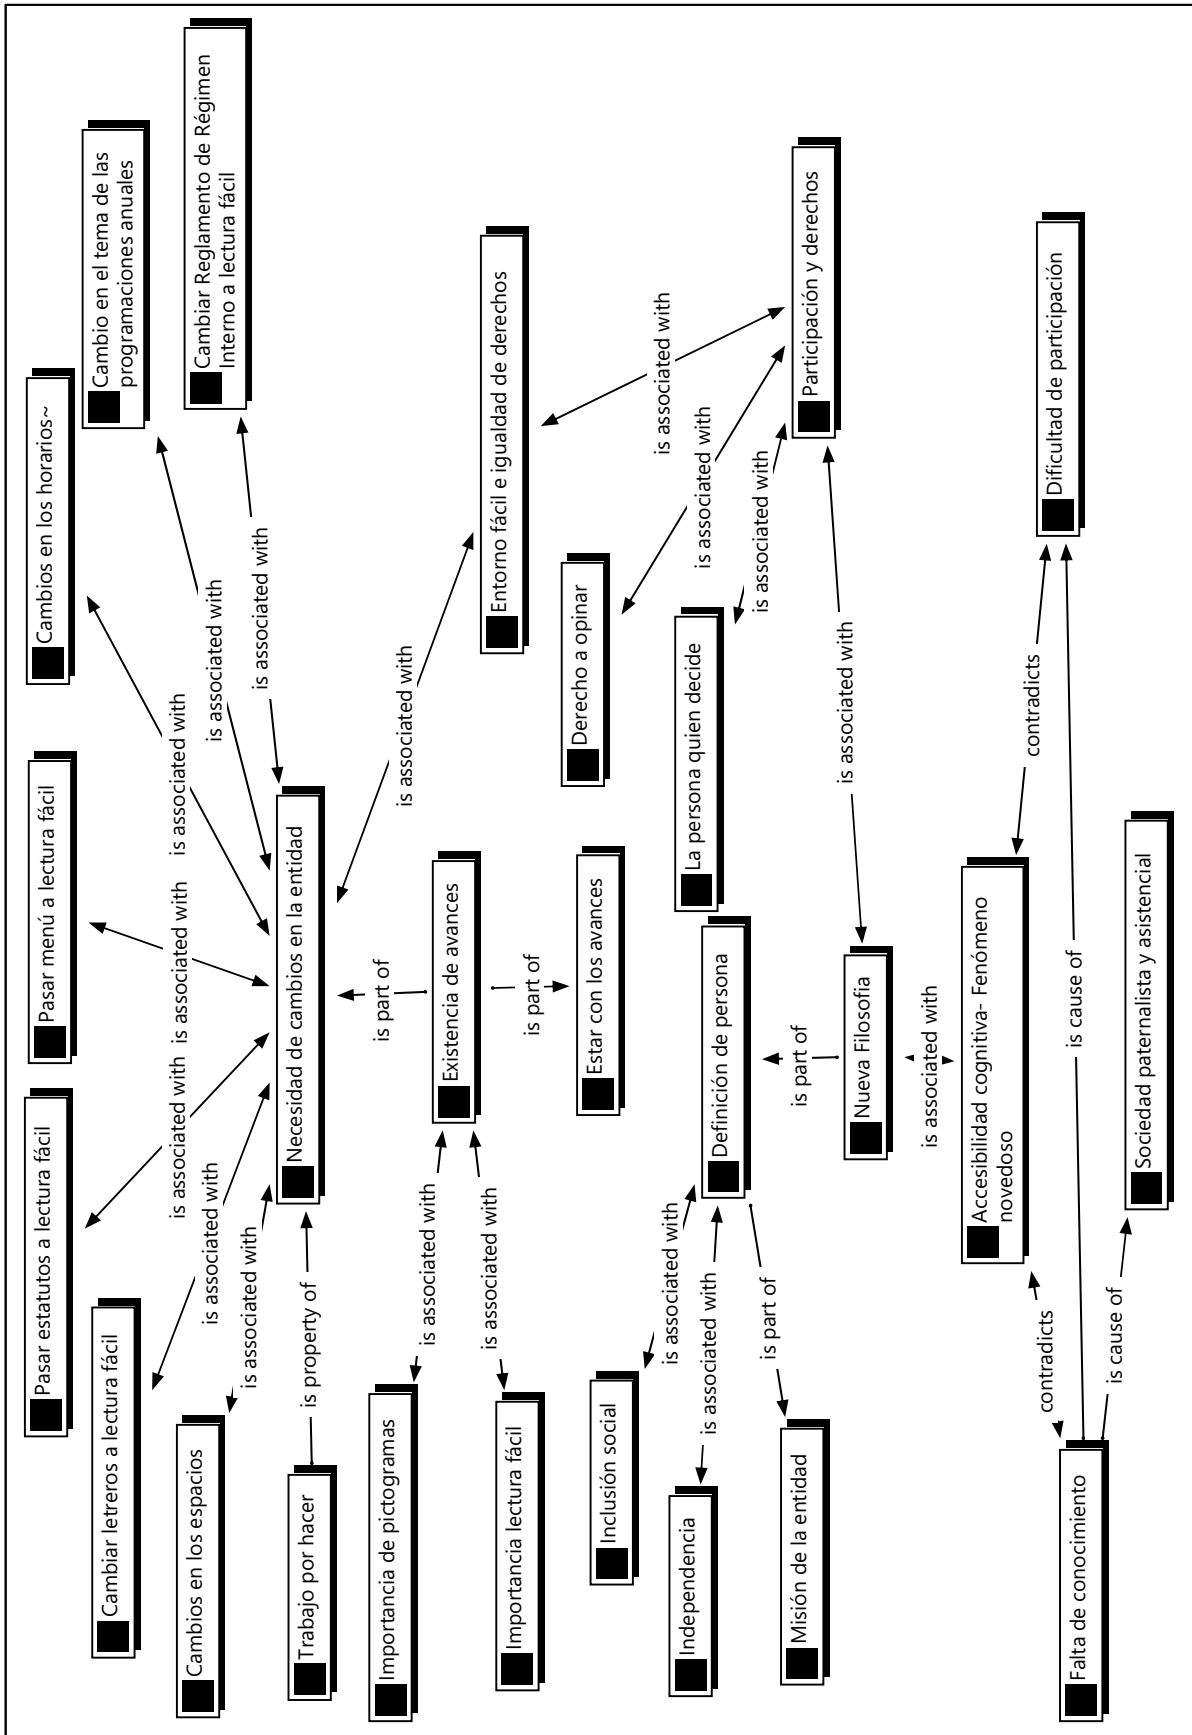 Pasar estatutos a lectura fácil
Pasar menú a lectura fácil
Cambios en los horarios~
Cambiar letreros a lectura fácil
Cambio en el tema de las
programaciones anuales
Cambios en los espacios
Cambiar Reglamento de Régimen
Interno a lectura fácil
is associated with
is associated with
is associated with
is associated with
is associated with
is associated with
is associated with
Trabajo por hacer
is property of
Necesidad de cambios en la entidad
is part of
is associated with
Importancia de pictogramas
is associated with
Existencia de avances
Importancia lectura fácil
is associated with
Entorno fácil e igualdad de derechos
is part of
Estar con los avances
Derecho a opinar
is associated with
is associated with
is associated with
Inclusión social
is associated with
La persona quien decide
Independencia
is associated with
Definición de persona
Misión de la entidad
is part of
is part of
Participación y derechos
is associated with
Nueva Filosofia
is associated with
Accesibilidad cognitiva- Fenómeno
novedoso
contradicts
contradicts
Dificultad de participación
Falta de conocimiento
is cause of
is cause of
Sociedad paternalista y asistencial